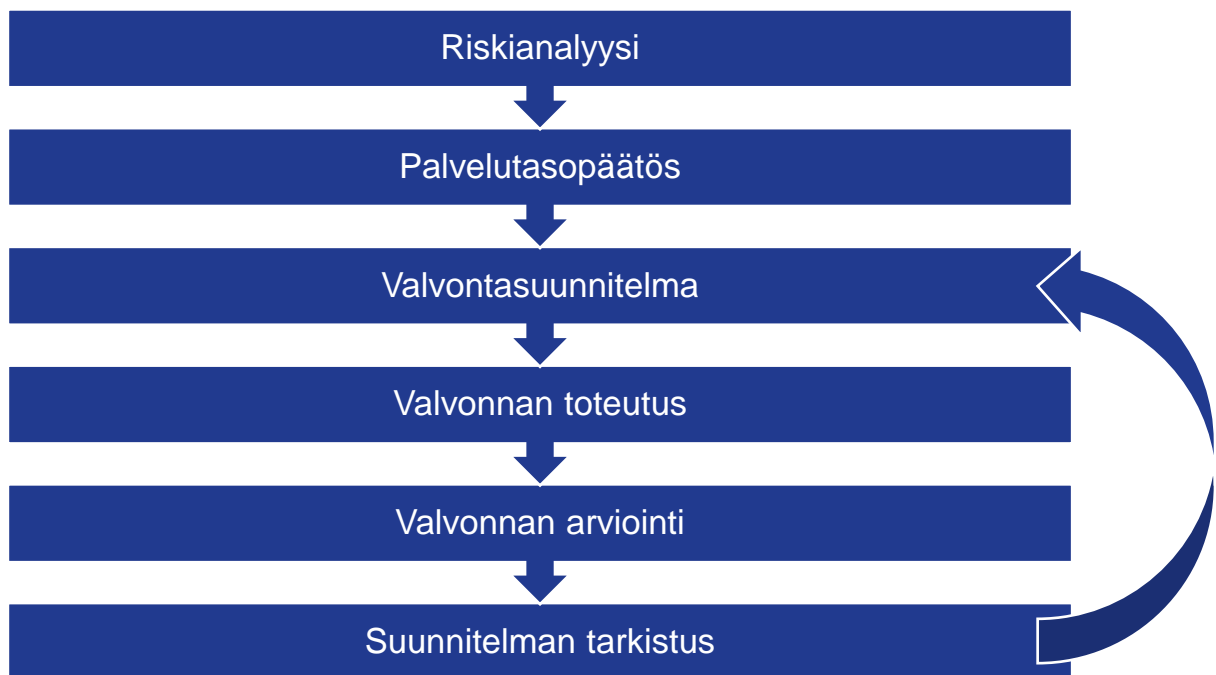 Riskianalyysi
Palvelutasopäätös
Valvontasuunnitelma
Valvonnan toteutus
Valvonnan arviointi
Suunnitelman tarkistus